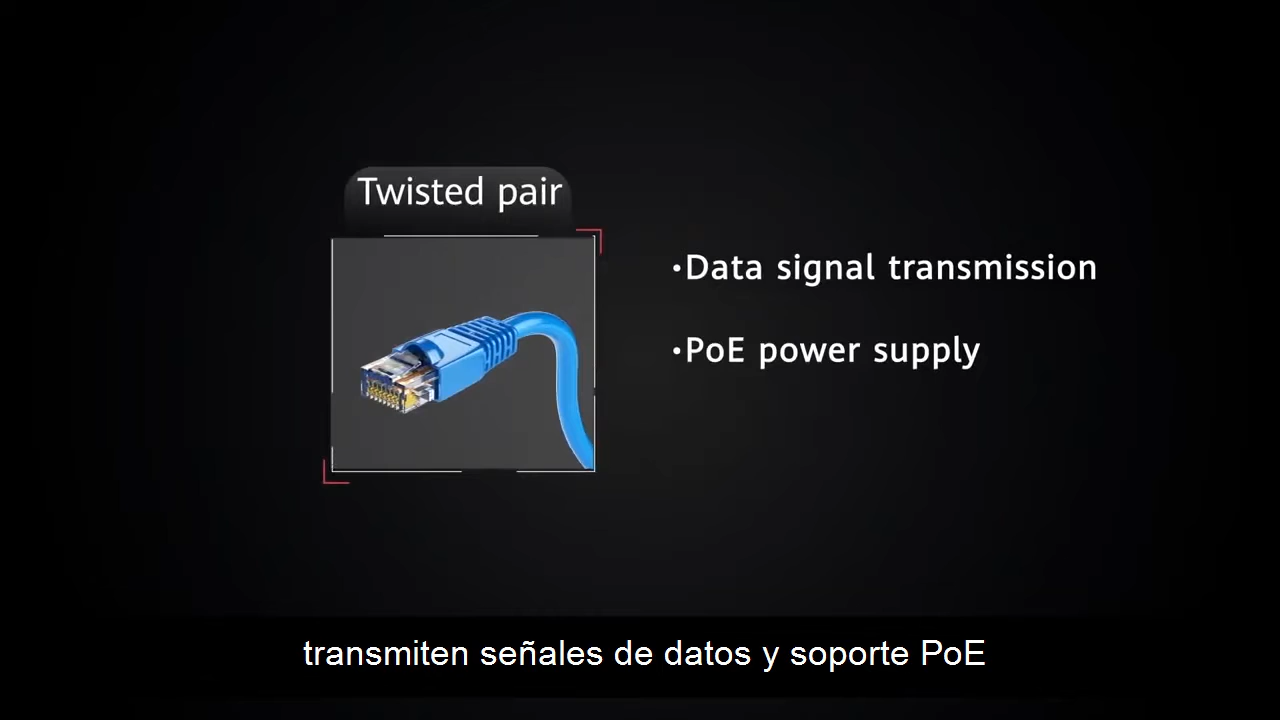 Twisted pair
·Data signal transmission
·PoE power supply
transmiten señales de datos y soporte PoE